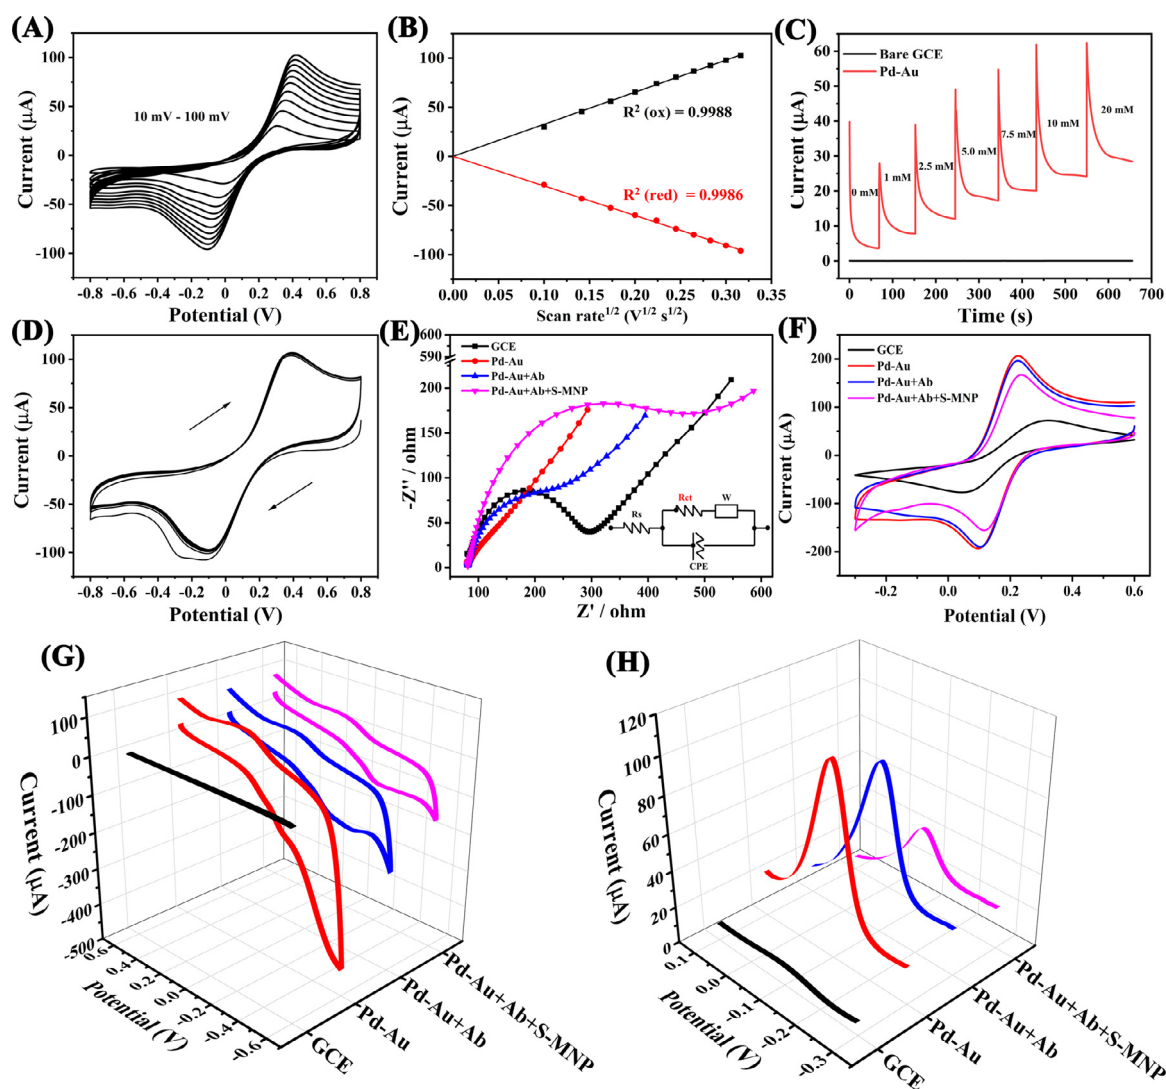 (A)
10 mV - 100 mV
100
50
0
-50
-100
Current (µA)
-0.8 -0.6 -0.4 -0.2 0 0.2 0.4 0.6 0.8
Potential (V)
(B)
R² (ox) = 0.9988
R² (red) = 0.9986
100
50
0
-50
-100
Current (µA)
0.00 0.05 0.10 0.15 0.20 0.25 0.30 0.35
Scan rate^1/2 (V^1/2 s^1/2)
(C)
Bare GCE
Pd-Au
0 mM
1 mM
2.5 mM
5.0 mM
7.5 mM
10 mM
20 mM
60
50
40
30
20
10
0
Current (µA)
0 100 200 300 400 500 600 700
Time (s)
(D)
100
50
0
-50
-100
Current (µA)
-0.8 -0.6 -0.4 -0.2 0 0.2 0.4 0.6 0.8
Potential (V)
(E)
GCE
Pd-Au
Pd-Au+Ab
Pd-Au+Ab+S-MNP
Rs
Rct
W
CPE
600
590
200
150
100
50
0
-Z'' / ohm
100 200 300 400 500 600
Z' / ohm
(F)
GCE
Pd-Au
Pd-Au+Ab
Pd-Au+Ab+S-MNP
200
100
0
-100
-200
Current (µA)
-0.2 0.0 0.2 0.4 0.6
Potential (V)
(G)
100
0
-100
-200
-300
-400
-500
Current (µA)
0.6 0.4 0.2 0.0 -0.2 -0.4 -0.6
Potential (V)
GCE
Pd-Au
Pd-Au+Ab
Pd-Au+Ab+S-MNP
(H)
120
100
80
60
40
20
0
Current (µA)
0.1 0.0 -0.1 -0.2 -0.3
Potential (V)
GCE
Pd-Au
Pd-Au+Ab
Pd-Au+Ab+S-MNP